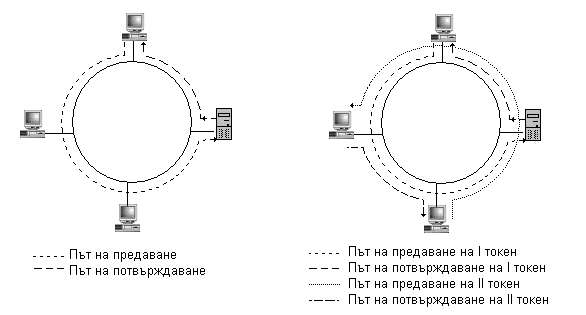 Път на предаване
Път на потвърждаване
Път на предаване на I токен
Път на потвърждаване на I токен
Път на предаване на II токен
Път на потвърждаване на II токен